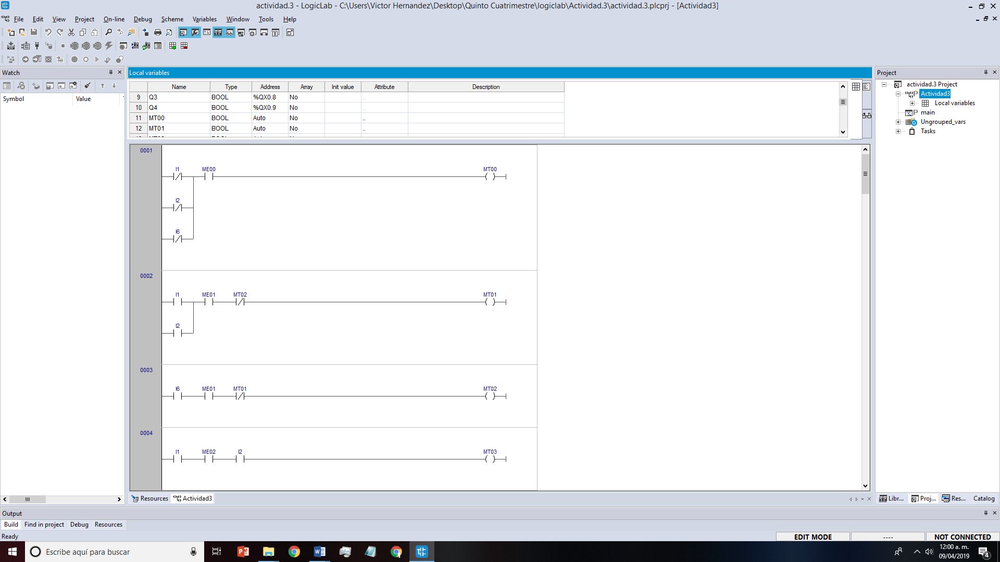 actividad.3 - LogicLab - C:\Users\Victor Hernandez\Desktop\Quinto Cuatrimestre\logiclab\Actividad.3\actividad.3.plcprj - [Actividad3]
File Edit View Project On-line Debug Scheme Variables Window Tools Help
Watch
Symbol Value
Local variables
Name Type Address Array Init value Attribute Description
9 Q3 BOOL %QX0.8 No ..
10 Q4 BOOL %QX0.9 No ..
11 MT00 BOOL Auto No ..
12 MT01 BOOL Auto No ..
0001
I1 ME00 MT00
I2
I6
0002
I1 ME01 MT02 MT01
I2
0003
I6 ME01 MT01 MT02
0004
I1 ME02 I2 MT03
Resources Actividad3
Project
actividad.3 Project
Actividad3
Local variables
main
Ungrouped_vars
Tasks
Libr... Proj... Res... Catalog
Output
Build Find in project Debug Resources
Ready
EDIT MODE ---- NOT CONNECTED
Escribe aquí para buscar
12:00 a. m.
09/04/2019
4